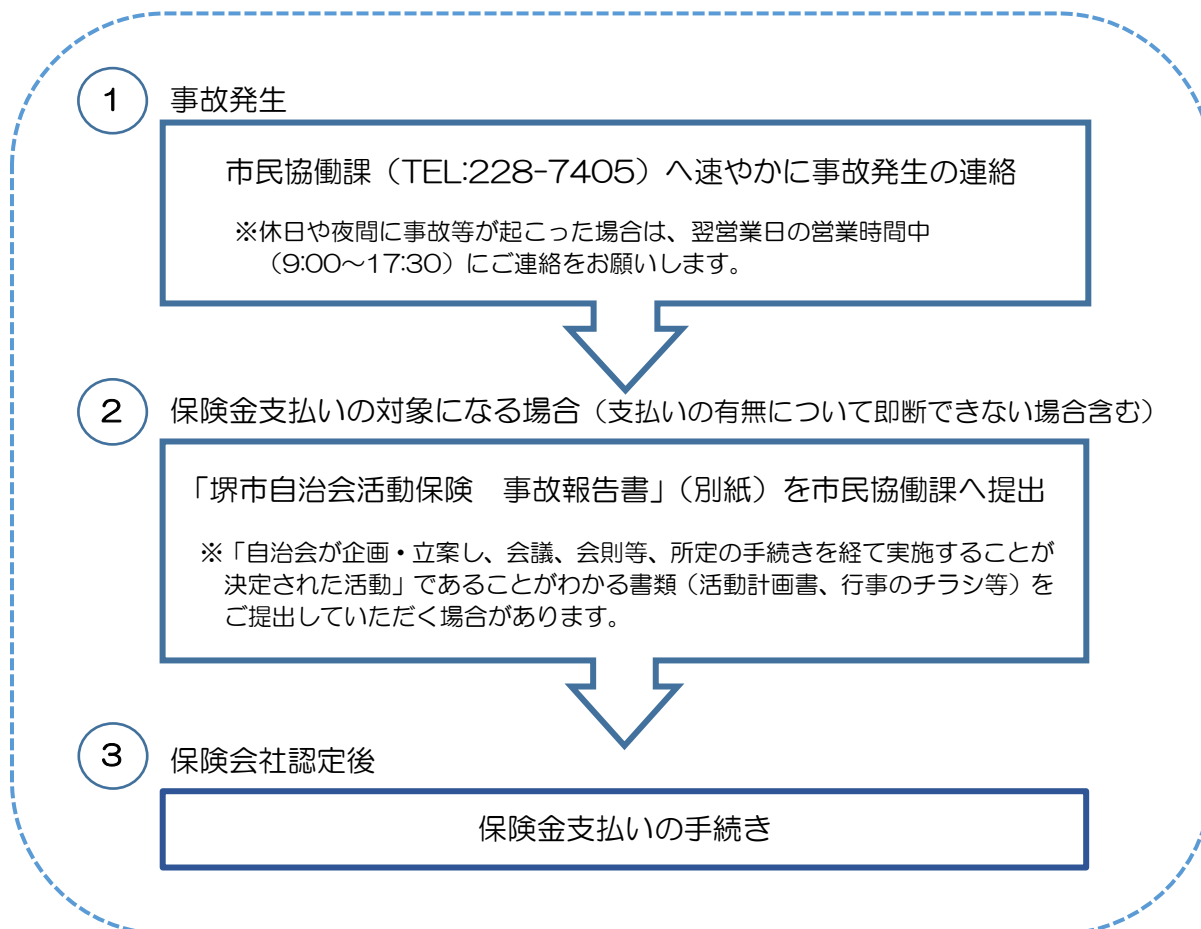 1 事故発生
市民協働課（TEL:228-7405）へ速やかに事故発生の連絡
※休日や夜間に事故等が起こった場合は、翌営業日の営業時間中
（9:00～17:30）にご連絡をお願いします。
2 保険金支払いの対象になる場合（支払いの有無について即断できない場合含む）
「堺市自治会活動保険　事故報告書」（別紙）を市民協働課へ提出
※「自治会が企画・立案し、会議、会則等、所定の手続きを経て実施することが
決定された活動」であることがわかる書類（活動計画書、行事のチラシ等）を
ご提出していただく場合があります。
3 保険会社認定後
保険金支払いの手続き